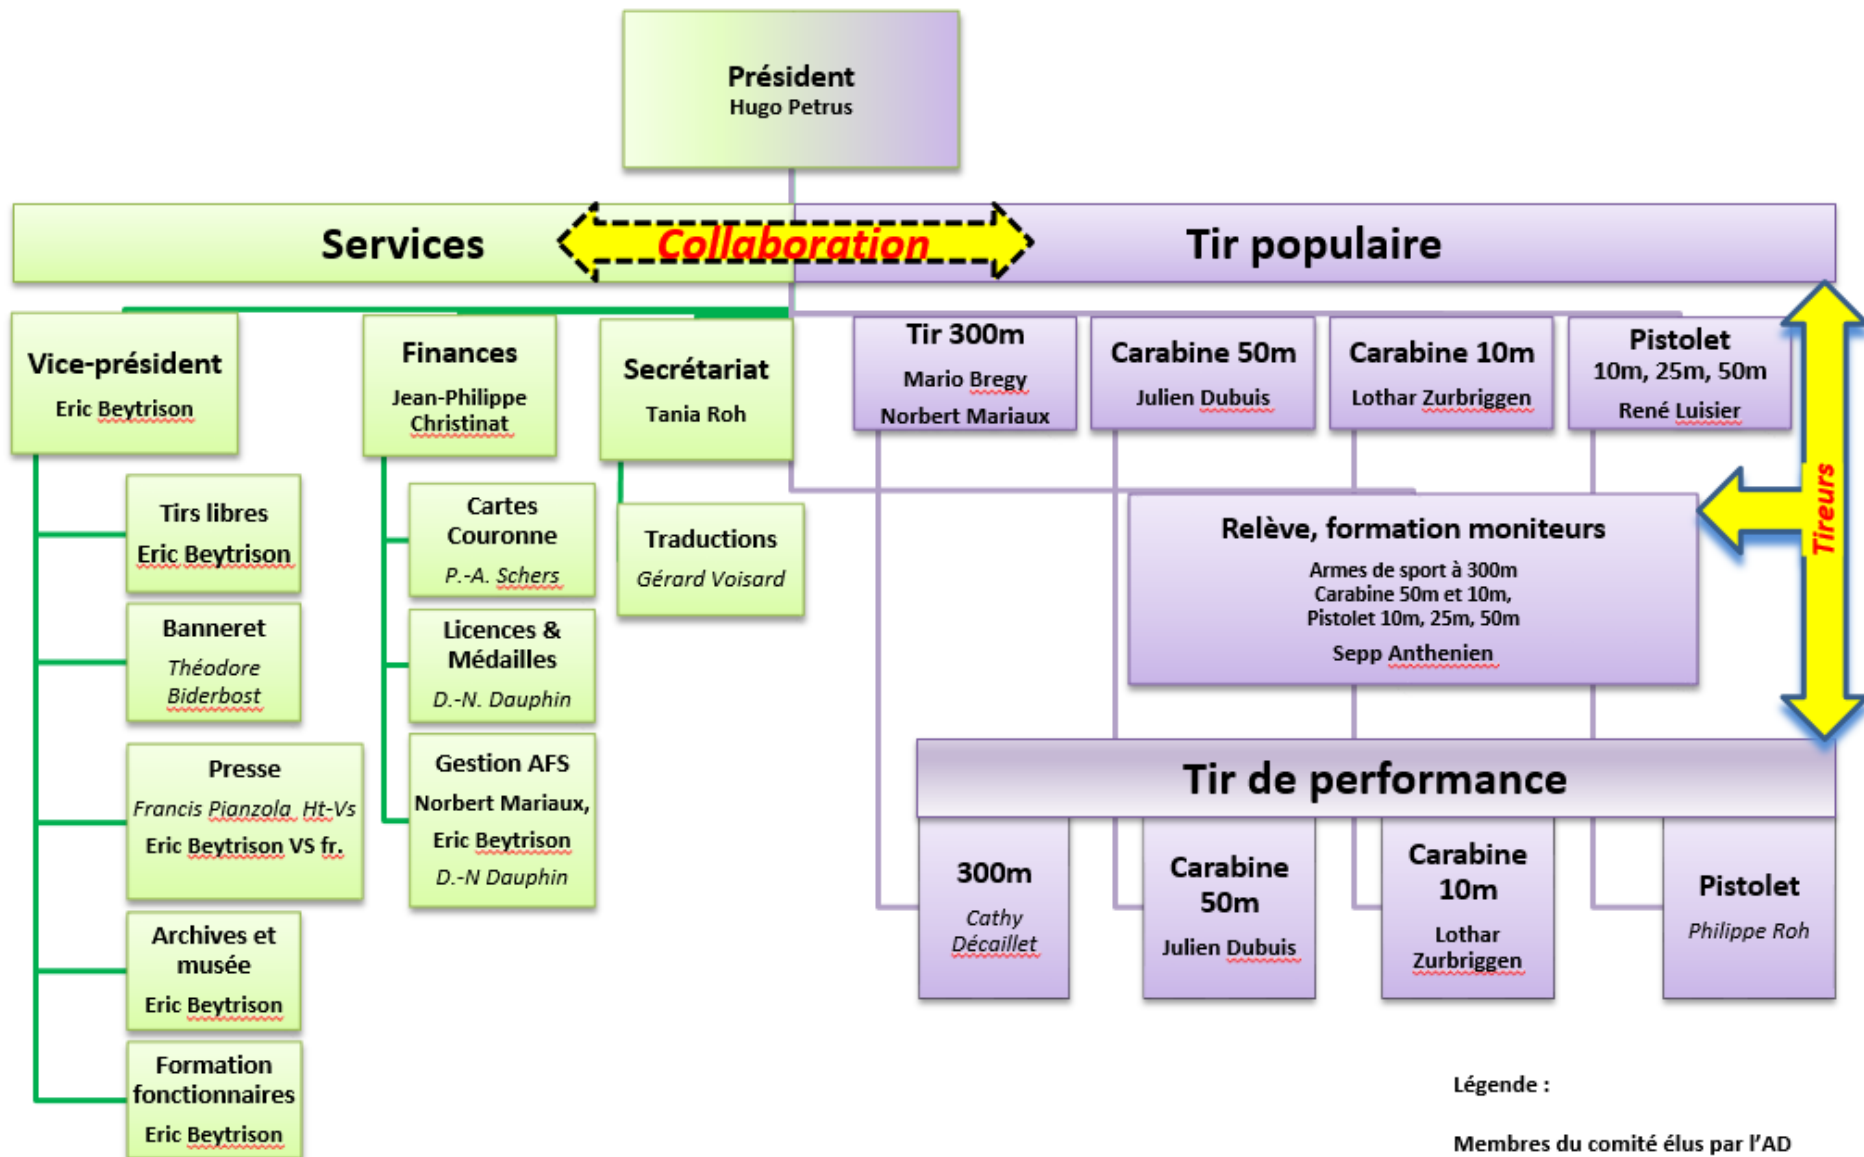 Président
Hugo Petrus
Services
Collaboration
Tir populaire
Vice-président
Eric Beytrison
Finances
Jean-Philippe
Christinat
Secrétariat
Tania Roh
Tir 300m
Mario Bregy
Norbert Mariaux
Carabine 50m
Julien Dubuis
Carabine 10m
Lothar Zurbriggen
Pistolet
10m, 25m, 50m
René Luisier
Tireurs
Tirs libres
Eric Beytrison
Banneret
Théodore
Biderbost
Presse
Francis Pianzola Ht-Vs
Eric Beytrison VS fr.
Archives et
musée
Eric Beytrison
Formation
fonctionnaires
Eric Beytrison
Cartes
Couronne
P.-A. Schers
Licences &
Médailles
D.-N. Dauphin
Gestion AFS
Norbert Mariaux,
Eric Beytrison
D.-N Dauphin
Traductions
Gérard Voisard
Relève, formation moniteurs
Armes de sport à 300m
Carabine 50m et 10m,
Pistolet 10m, 25m, 50m
Sepp Anthenien
Tir de performance
300m
Cathy
Décaillet
Carabine
50m
Julien Dubuis
Carabine
10m
Lothar
Zurbriggen
Pistolet
Philippe Roh
Légende :
Membres du comité élus par l'AD